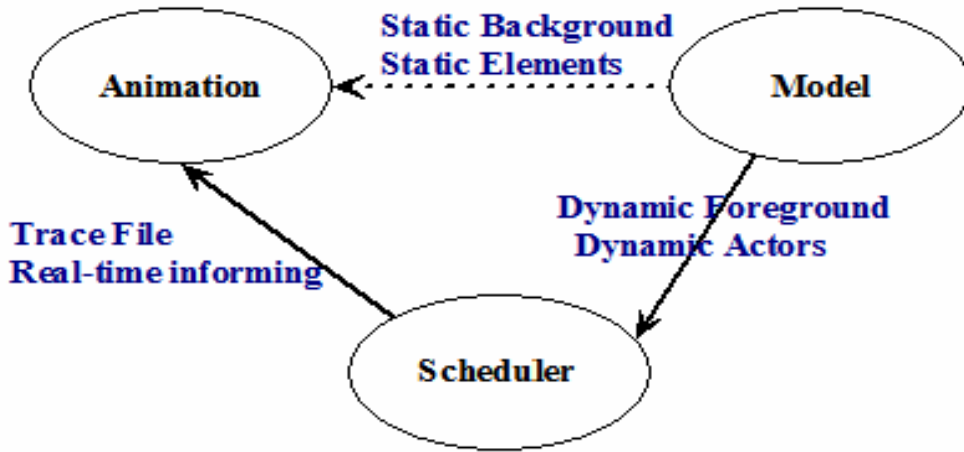 Static Background
Static Elements
Animation
Model
Dynamic Foreground
Dynamic Actors
Trace File
Real-time informing
Scheduler